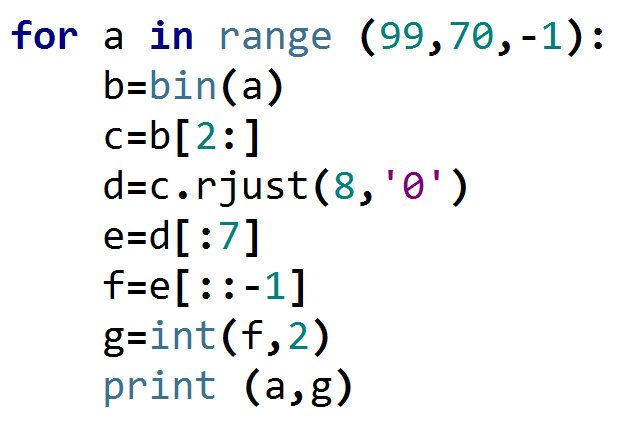 for a in range (99,70,-1):
    b=bin(a)
    c=b[2:]
    d=c.rjust(8,'0')
    e=d[:7]
    f=e[::-1]
    g=int(f,2)
    print (a,g)